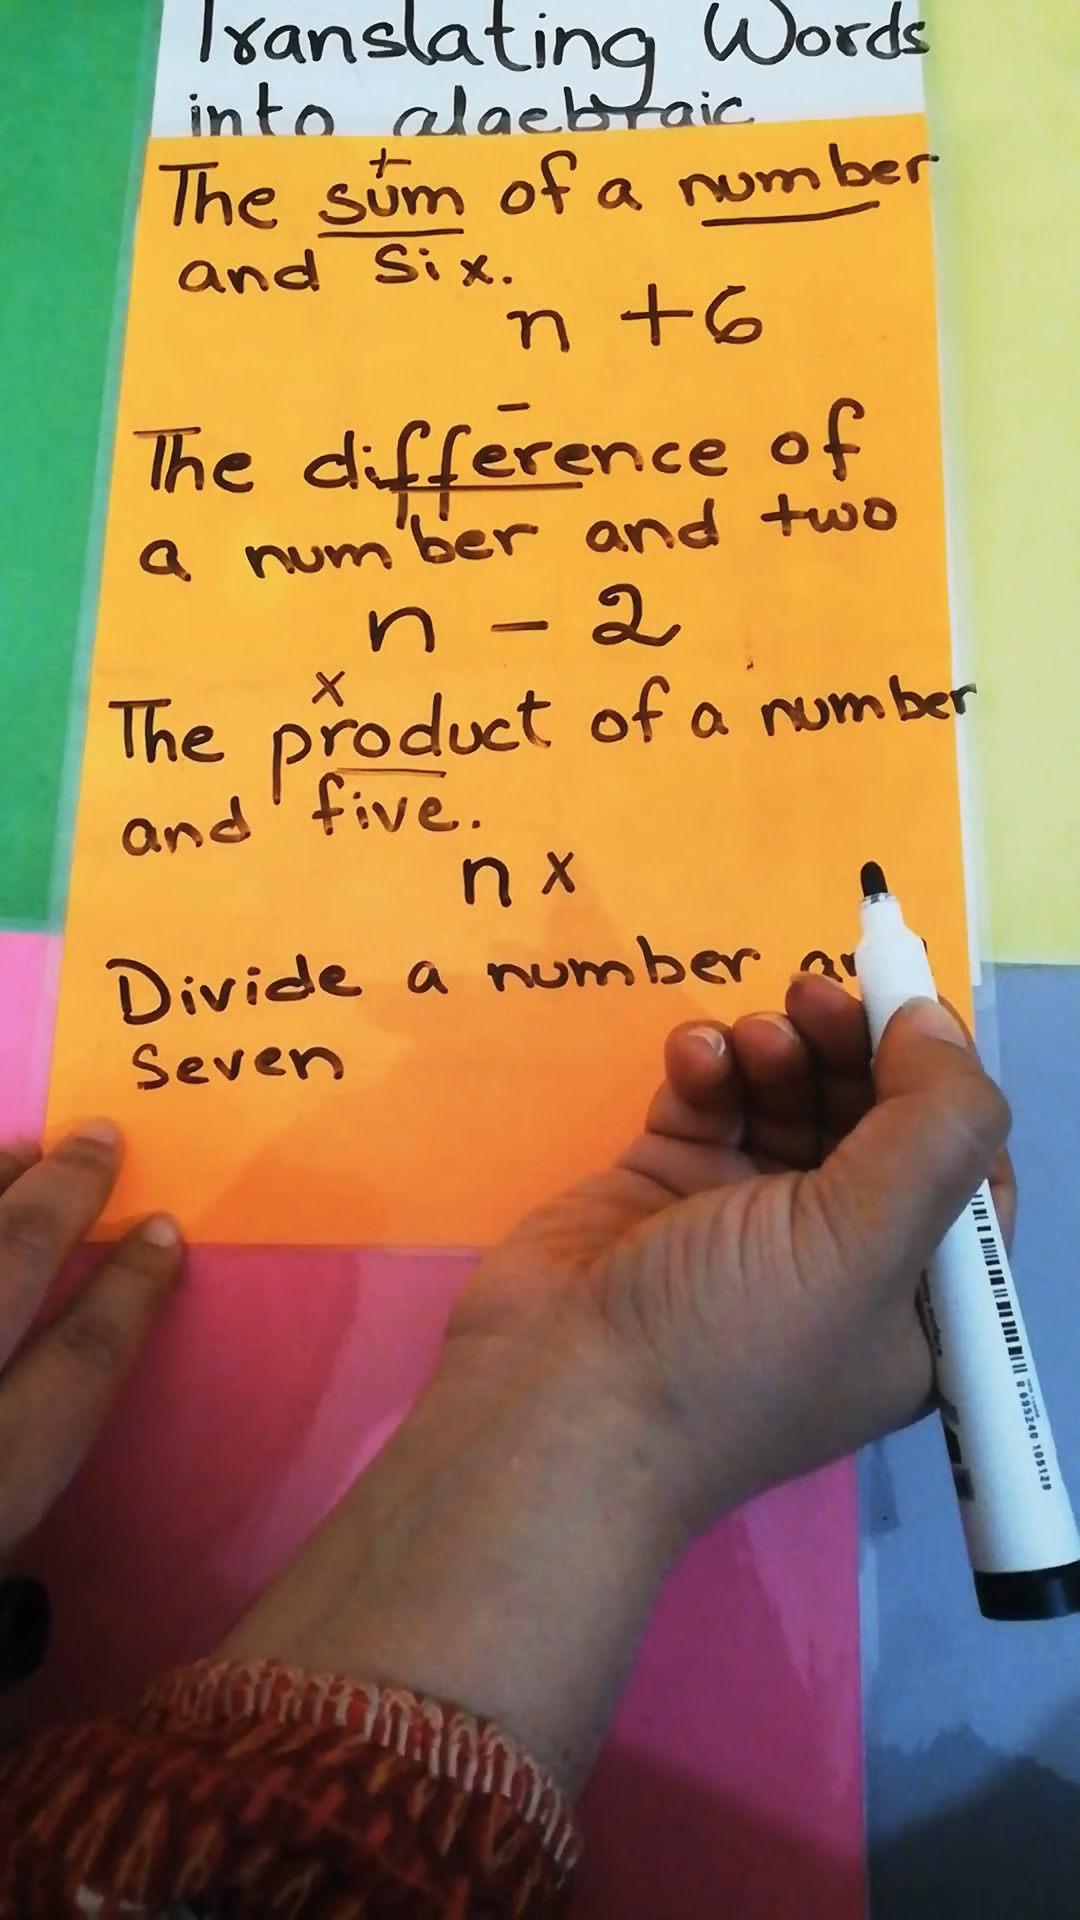 Translating Words
into algebraic
+
The sum of a number
and Six.
n + 6
-
The difference of
a number and two
n - 2
x
The product of a number
and five.
n x
Divide a number
Seven